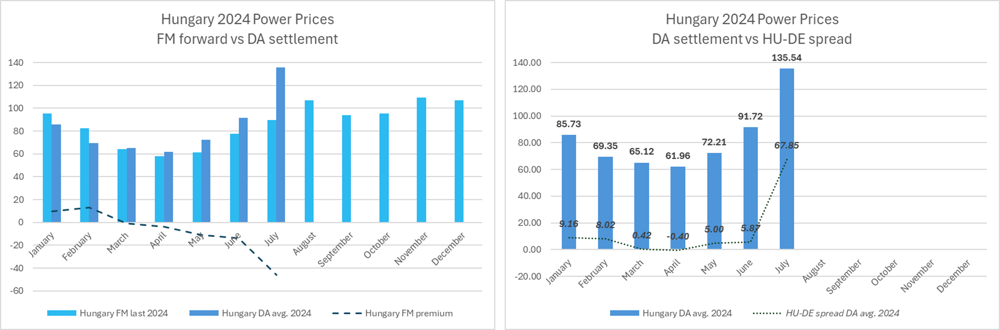 Hungary 2024 Power Prices
FM forward vs DA settlement
140
120
100
80
60
40
20
0
-20
-40
-60
January
February
March
April
May
June
July
August
September
October
November
December
Hungary FM last 2024
Hungary DA avg. 2024
Hungary FM premium
Hungary 2024 Power Prices
DA settlement vs HU-DE spread
140.00
120.00
100.00
80.00
60.00
40.00
20.00
0.00
-20.00
85.73
69.35
65.12
61.96
72.21
91.72
135.54
9.16
8.02
0.42
-0.40
5.00
5.87
67.85
January
February
March
April
May
June
July
August
September
October
November
December
Hungary DA avg. 2024
HU-DE spread DA avg. 2024